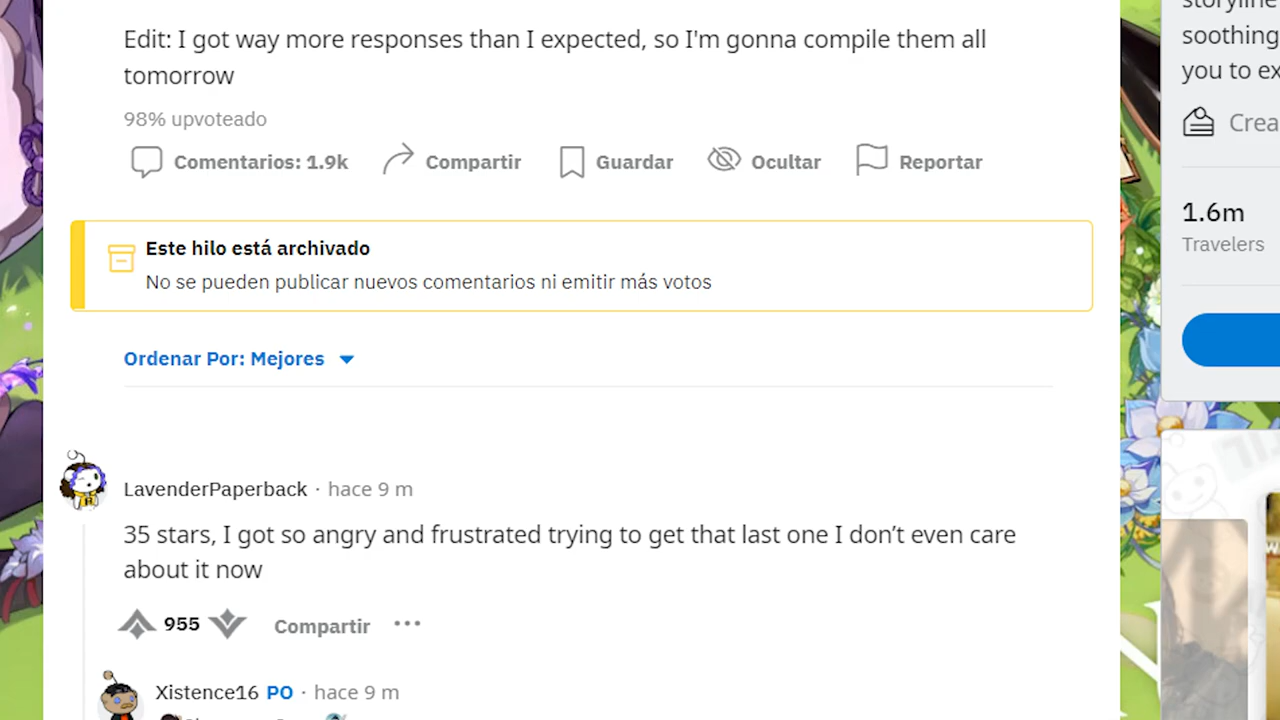 Edit: I got way more responses than I expected, so I'm gonna compile them all
tomorrow
98% upvoteado
Comentarios: 1.9k Compartir Guardar Ocultar Reportar
Este hilo está archivado
No se pueden publicar nuevos comentarios ni emitir más votos
Ordenar Por: Mejores
LavenderPaperback · hace 9 m
35 stars, I got so angry and frustrated trying to get that last one I don’t even care
about it now
955 Compartir ···
Xistence16 PO · hace 9 m
storyline
soothing
you to ex
Crea
1.6m
Travelers